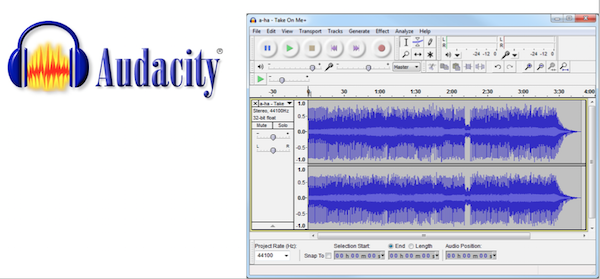 Audacity®
a-ha - Take On Me+
File Edit View Transport Tracks Generate Effect Analyze Help
L
R
-24 -12 0
L
R
-24 -12 0
Master
-30 0 30 1:00 1:30 2:00 2:30 3:00 3:30 4:00
a-ha - Take
Stereo, 44100Hz
32-bit float
Mute Solo
- +
L R
1.0
0.5
0.0
-0.5
-1.0
1.0
0.5
0.0
-0.5
-1.0
Project Rate (Hz): Selection Start: End Length Audio Position:
44100 Snap To 00 h 00 m 00 s 00 h 00 m 00 s 00 h 00 m 00 s